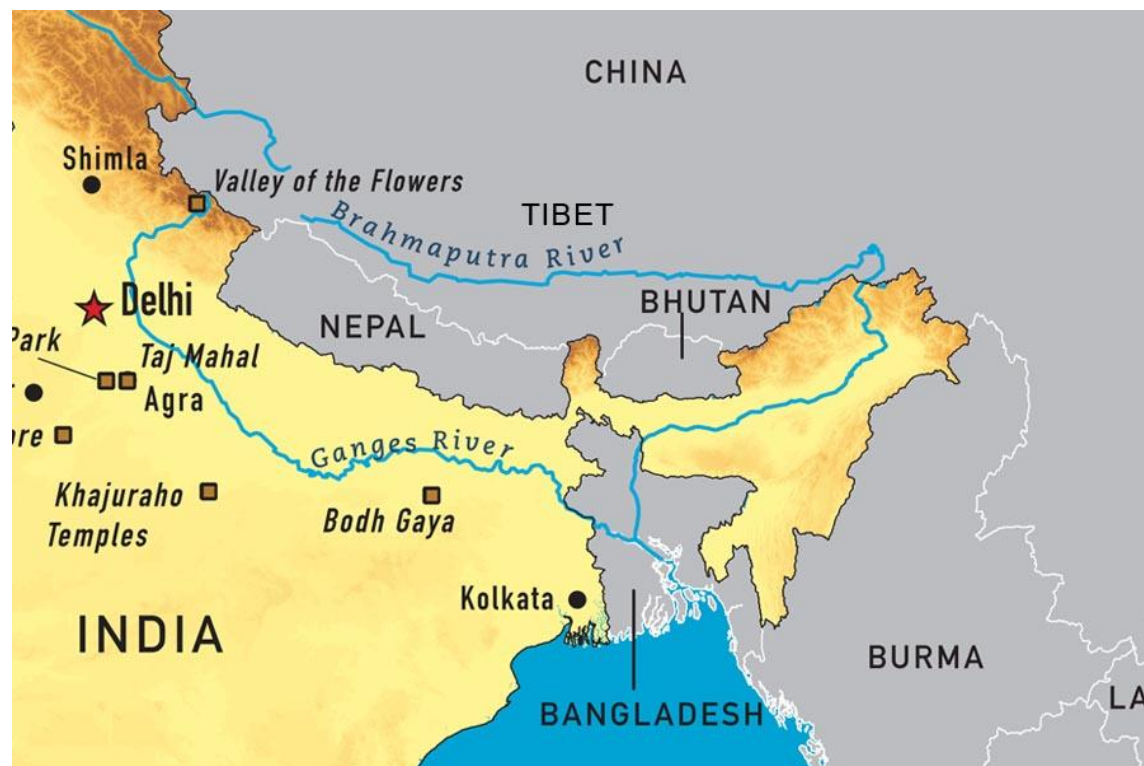 CHINA
Shimla
Valley of the Flowers
TIBET
Brahmaputra River
BHUTAN
Delhi
NEPAL
Park
Taj Mahal
Agra
Ganges River
Khajuraho
Temples
Bodh Gaya
Kolkata
INDIA
BURMA
LA
BANGLADESH